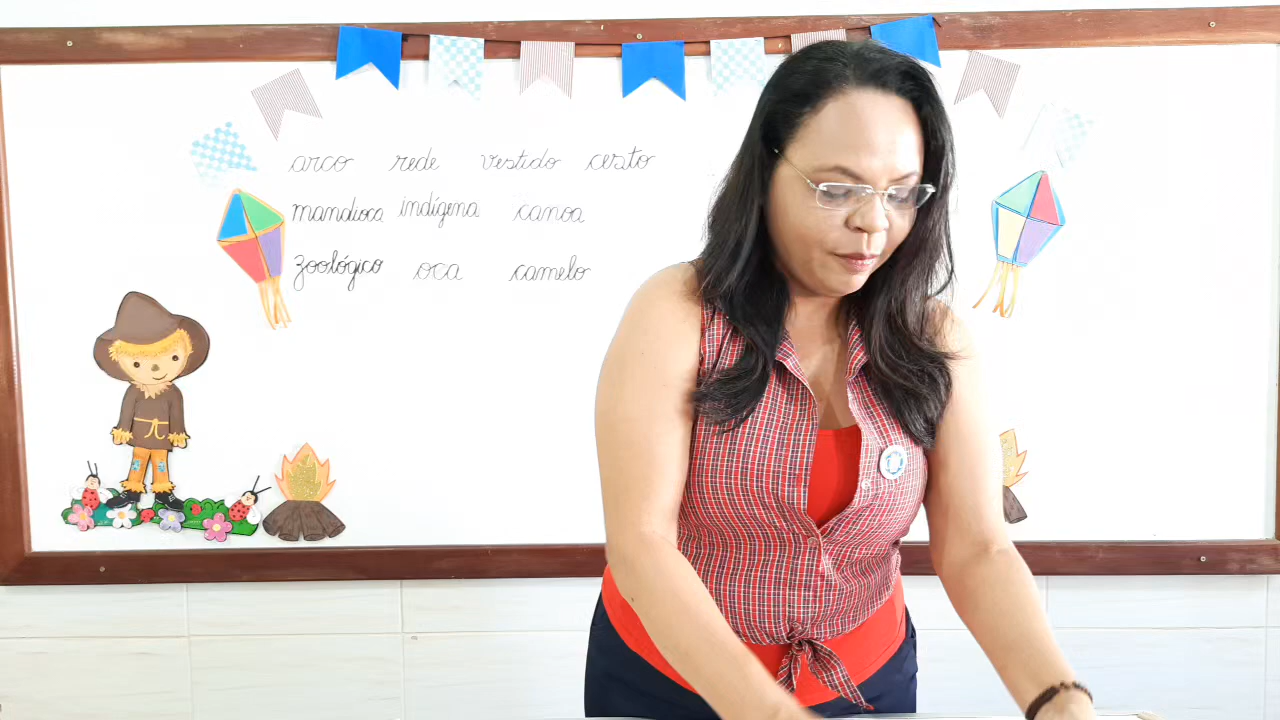 arco rede vestido cesto
mandioca indígena canoa
zoológico oca camelo